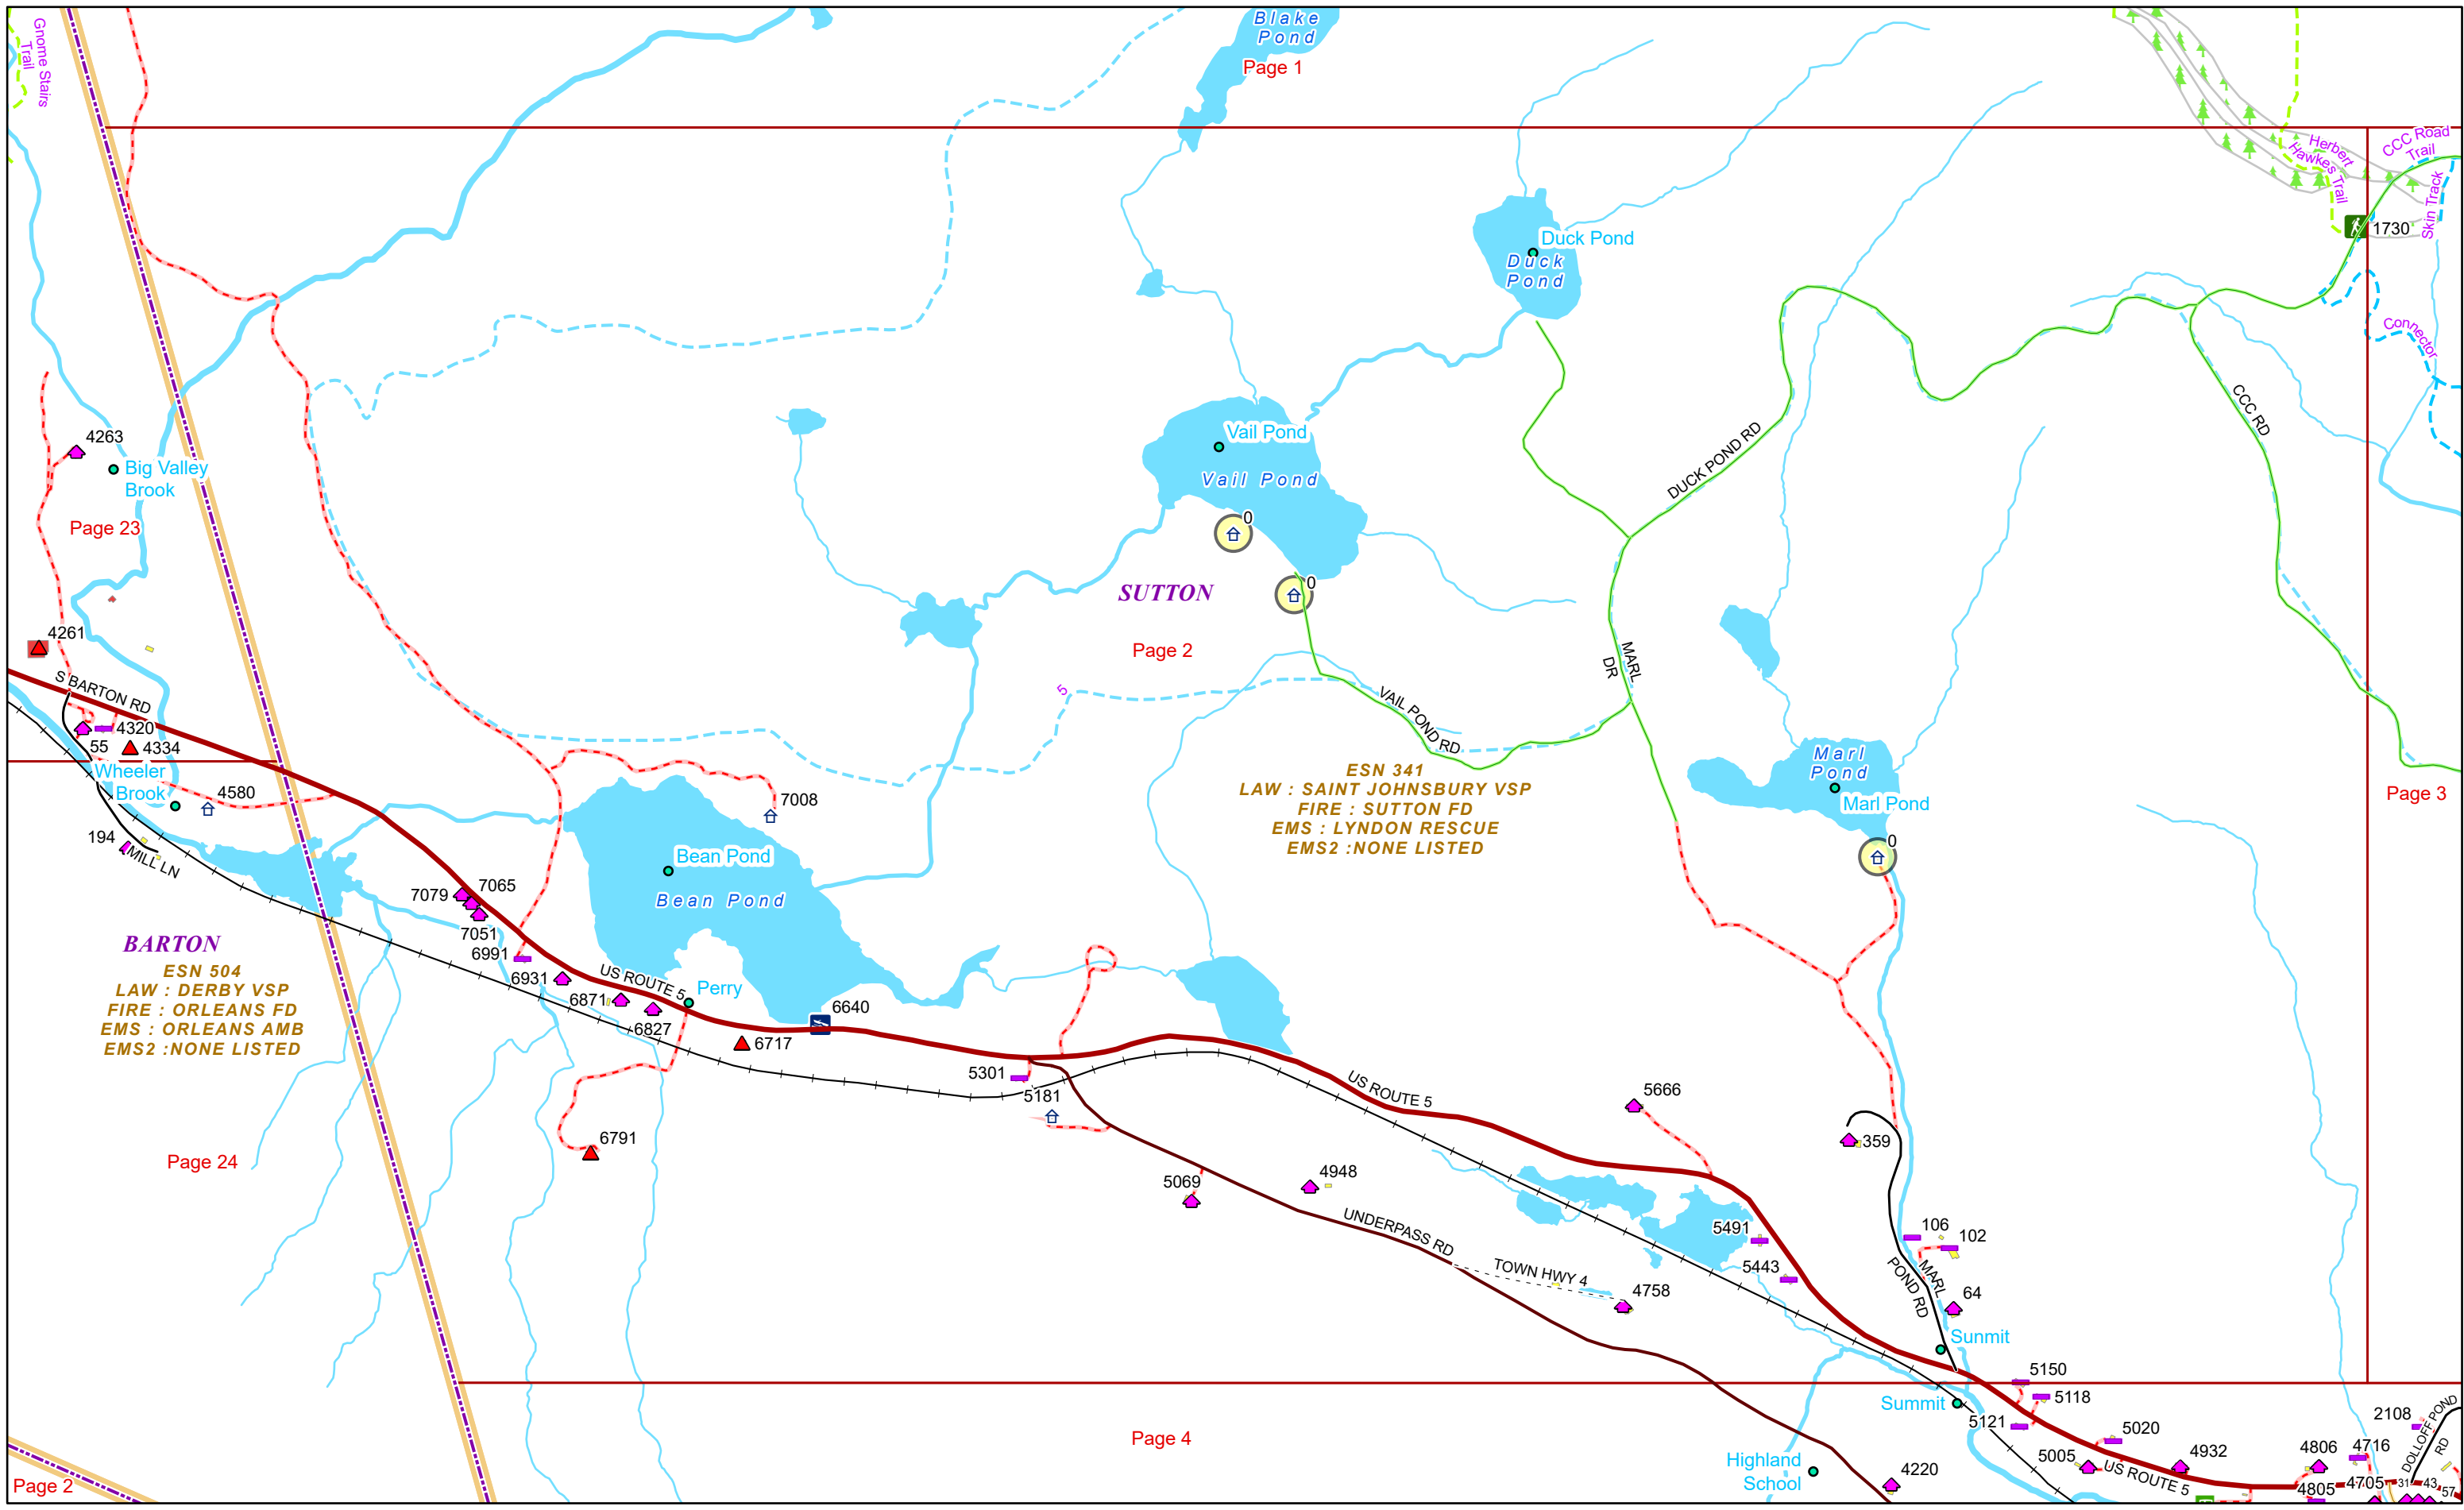 Gnome Stairs
Trail
Blake
Pond
Page 1
Herbert
Hawkes Trail
CCC Road
Trail
Skin Track
1730
Connector
Duck Pond
Duck
Pond
CCC RD
DUCK POND RD
4263
Big Valley
Brook
Page 23
Vail Pond
Vail Pond
0
0
SUTTON
Page 2
5
MARL
DR
VAIL POND RD
4261
S BARTON RD
4320
55
4334
Wheeler
Brook
4580
194
MILL LN
7008
ESN 341
LAW : SAINT JOHNSBURY VSP
FIRE : SUTTON FD
EMS : LYNDON RESCUE
EMS2 :NONE LISTED
Marl
Pond
Marl Pond
0
Page 3
Bean Pond
Bean Pond
7079
7065
7051
6991
6931
6871
6827
US ROUTE 5
Perry
6640
6717
6791
BARTON
ESN 504
LAW : DERBY VSP
FIRE : ORLEANS FD
EMS : ORLEANS AMB
EMS2 :NONE LISTED
Page 24
5301
5181
US ROUTE 5
5666
359
5069
4948
UNDERPASS RD
TOWN HWY 4
4758
5491
5443
106
102
MARL
POND RD
64
Sunmit
Summit
5150
5118
5121
5020
5005
US ROUTE 5
4932
4806
4716
4805
4705
2108
DOLLOFF POND
RD
31
43
57
Page 4
Highland
School
4220
Page 2